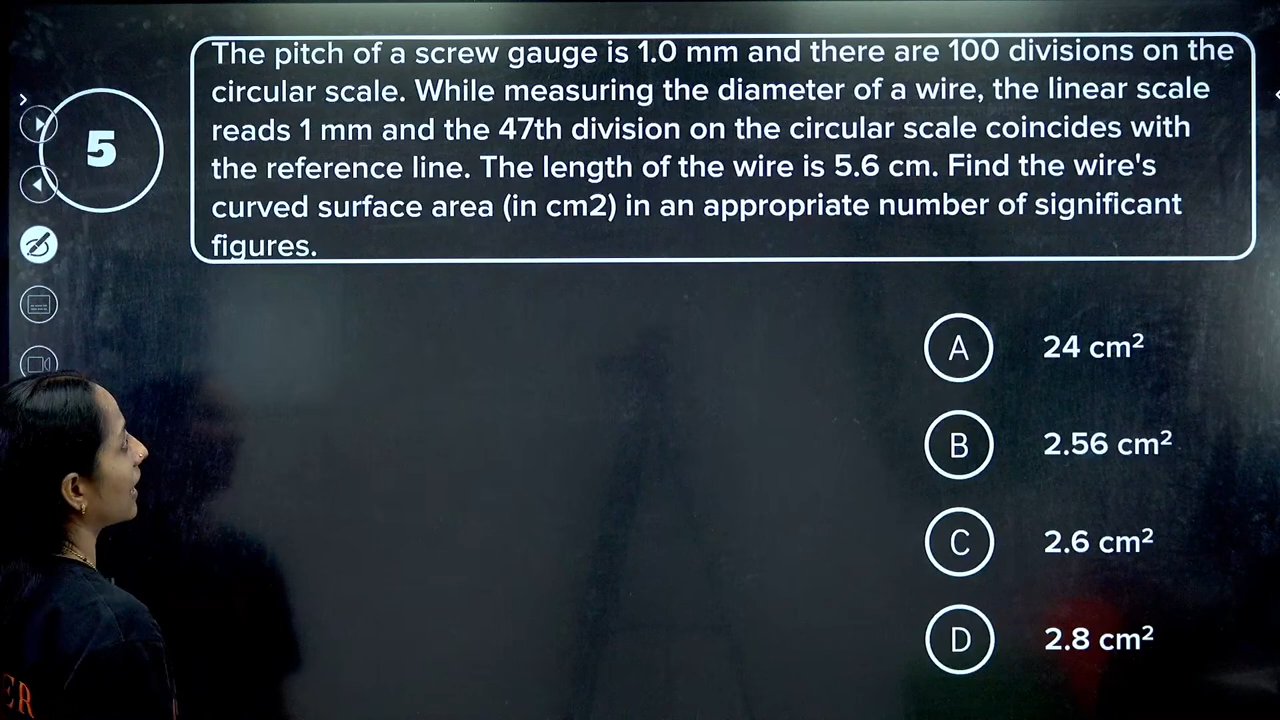 The pitch of a screw gauge is 1.0 mm and there are 100 divisions on the
circular scale. While measuring the diameter of a wire, the linear scale
reads 1 mm and the 47th division on the circular scale coincides with
the reference line. The length of the wire is 5.6 cm. Find the wire's
curved surface area (in cm2) in an appropriate number of significant
figures.
5
A 24 cm²
B 2.56 cm²
C 2.6 cm²
D 2.8 cm²
ER